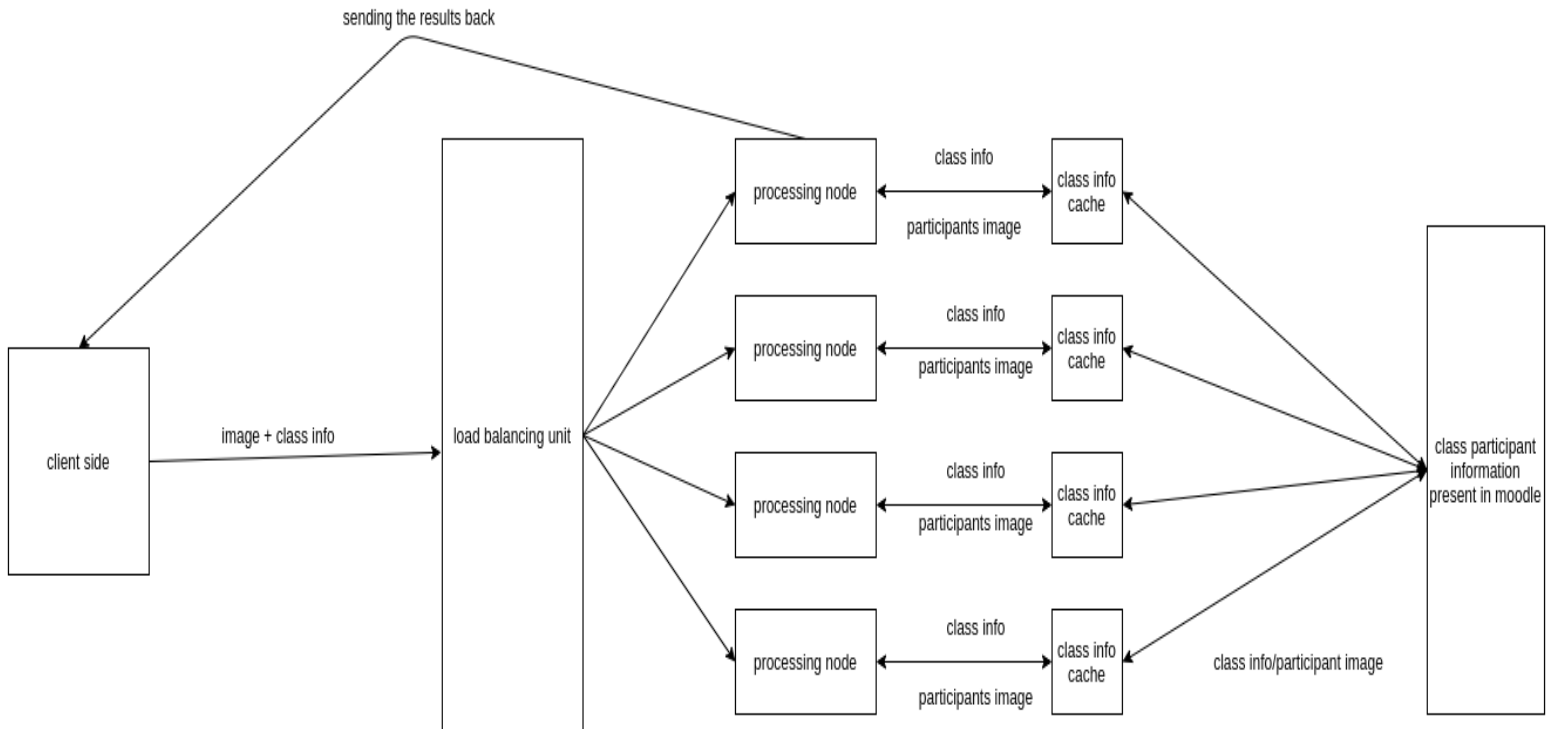 sending the results back
class info
processing node
class info
cache
participants image
class info
processing node
class info
cache
participants image
client side
image + class info
load balancing unit
class info
processing node
class info
cache
participants image
class participant
information
present in moodle
class info
processing node
class info
cache
participants image
class info/participant image